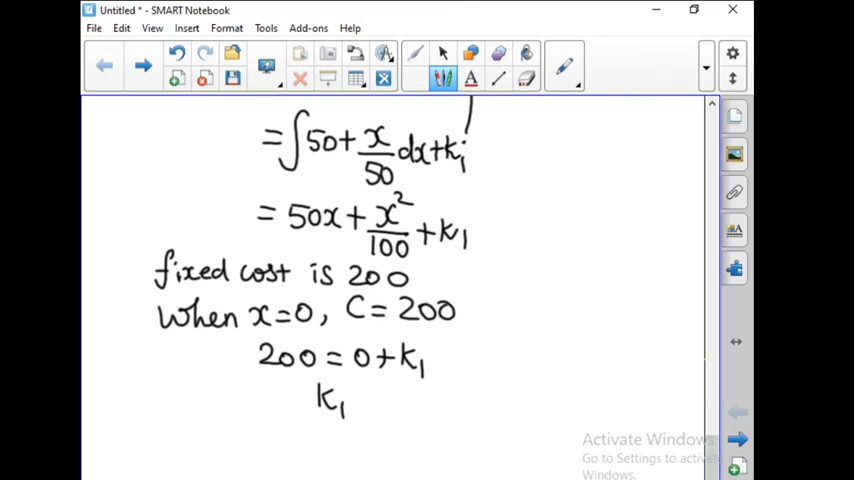 Untitled * - SMART Notebook
File Edit View Insert Format Tools Add-ons Help
= ∫50+x/50 dx+k₁
= 50x+x²/100+k₁
fixed cost is 200
When x=0, C=200
200=0+k₁
k₁
Activate Windows
Go to Settings to activate
Windows.